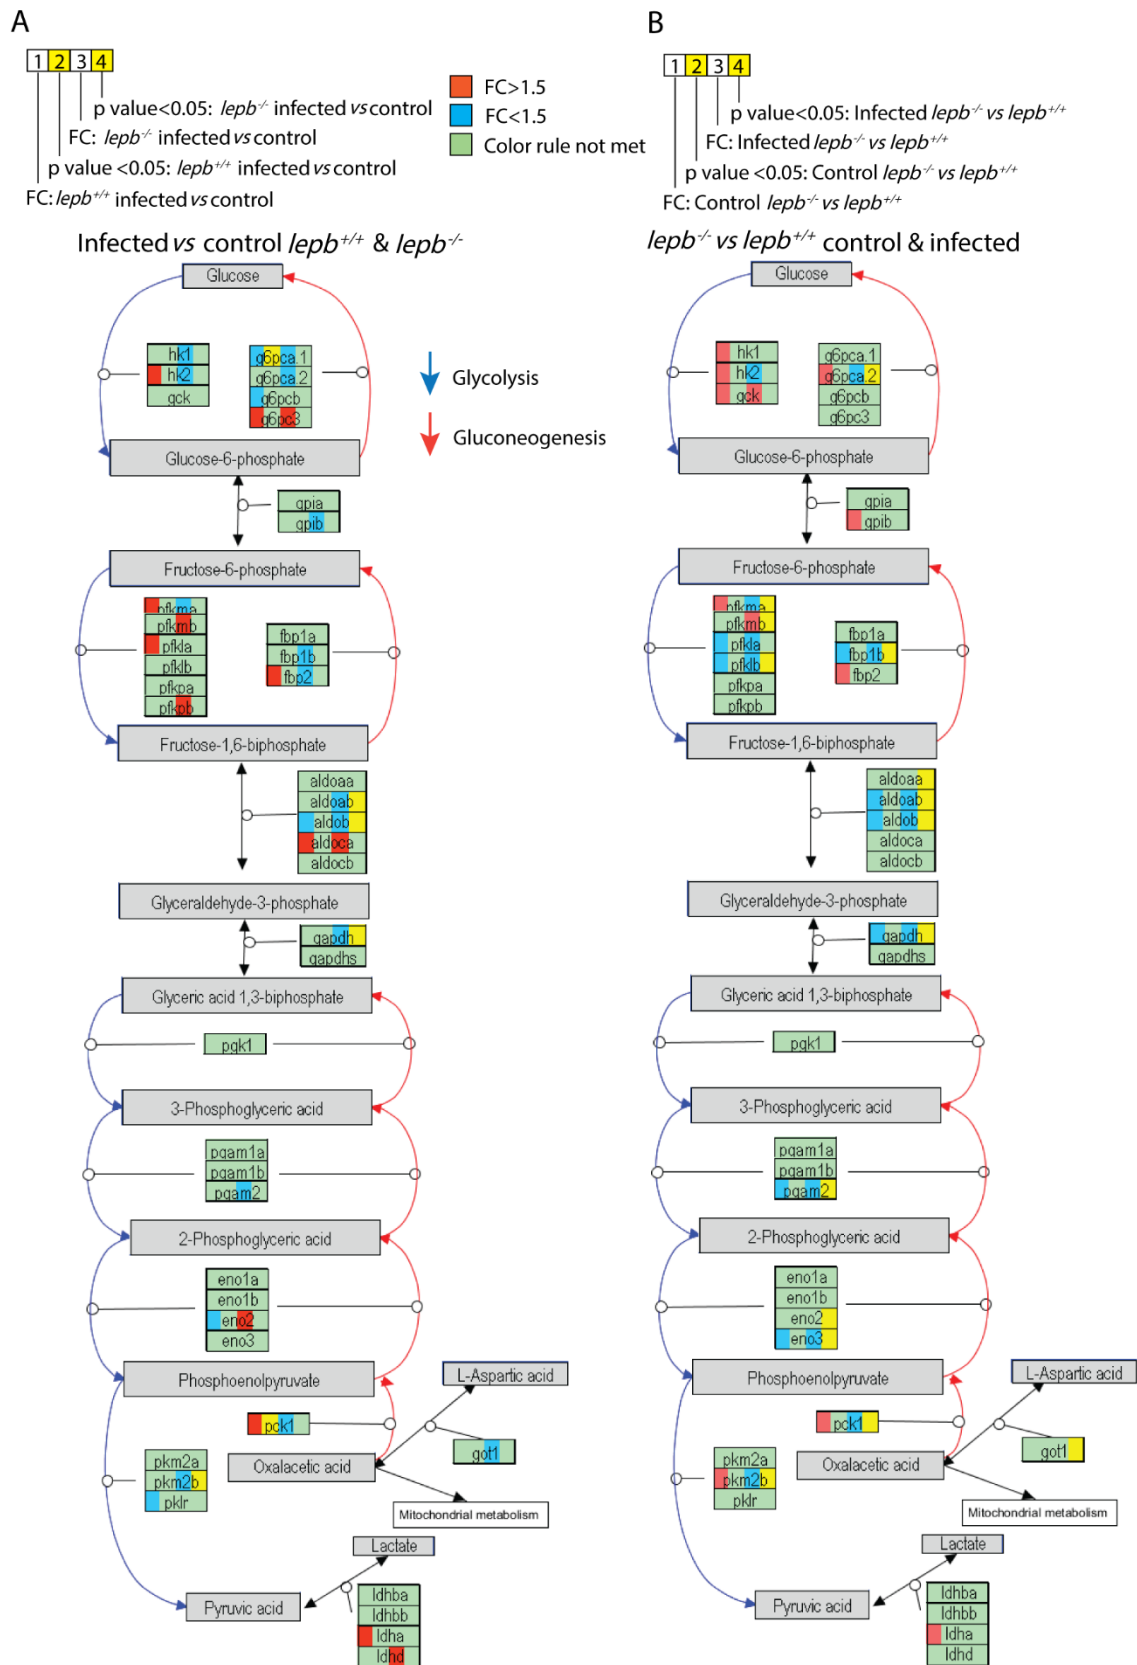 A
1 2 3 4
p value<0.05: lepb-/- infected vs control
FC: lepb-/- infected vs control
p value <0.05: lepb+/+ infected vs control
FC: lepb+/+ infected vs control
FC>1.5
FC<1.5
Color rule not met
Infected vs control lepb+/+ & lepb-/-
Glucose
hk1
hk2
gck
g6pca.1
g6pca.2
g6pcb
g6pc3
Glycolysis
Gluconeogenesis
Glucose-6-phosphate
gpia
gpib
Fructose-6-phosphate
pfkma
pfkmb
pfkla
pfklb
pfkpa
pfkpb
fbp1a
fbp1b
fbp2
Fructose-1,6-biphosphate
aldoaa
aldoab
aldob
aldoca
aldocb
Glyceraldehyde-3-phosphate
gapdh
gapdhs
Glyceric acid 1,3-biphosphate
pgk1
3-Phosphoglyceric acid
pgam1a
pgam1b
pgam2
2-Phosphoglyceric acid
eno1a
eno1b
eno2
eno3
Phosphoenolpyruvate
L-Aspartic acid
pck1
got1
pkm2a
pkm2b
pklr
Oxalacetic acid
Mitochondrial metabolism
Lactate
Pyruvic acid
ldhba
ldhbb
ldha
ldhd
B
1 2 3 4
p value<0.05: Infected lepb-/- vs lepb+/+
FC: Infected lepb-/- vs lepb+/+
p value <0.05: Control lepb-/- vs lepb+/+
FC: Control lepb-/- vs lepb+/+
lepb-/- vs lepb+/+ control & infected
Glucose
hk1
hk2
gck
g6pca.1
g6pca.2
g6pcb
g6pc3
Glucose-6-phosphate
gpia
gpib
Fructose-6-phosphate
pfkma
pfkmb
pfkla
pfklb
pfkpa
pfkpb
fbp1a
fbp1b
fbp2
Fructose-1,6-biphosphate
aldoaa
aldoab
aldob
aldoca
aldocb
Glyceraldehyde-3-phosphate
gapdh
gapdhs
Glyceric acid 1,3-biphosphate
pgk1
3-Phosphoglyceric acid
pgam1a
pgam1b
pgam2
2-Phosphoglyceric acid
eno1a
eno1b
eno2
eno3
Phosphoenolpyruvate
L-Aspartic acid
pck1
got1
pkm2a
pkm2b
pklr
Oxalacetic acid
Mitochondrial metabolism
Lactate
Pyruvic acid
ldhba
ldhbb
ldha
ldhd